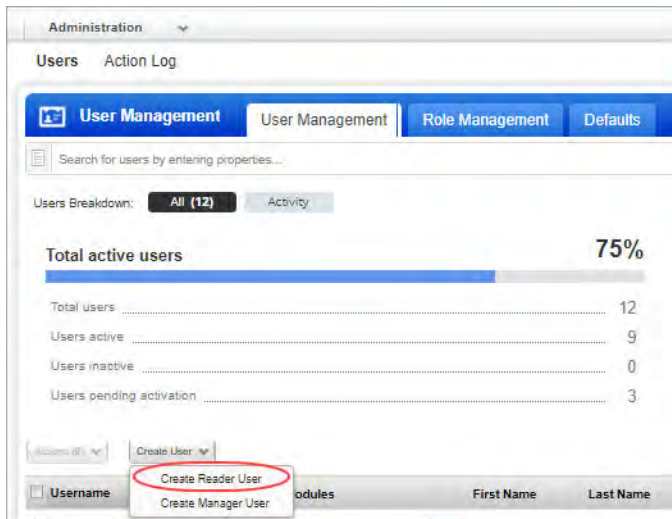 Administration
Users Action Log
User Management User Management Role Management Defaults
Search for users by entering properties...
Users Breakdown: All (12) Activity
Total active users 75%
Total users 12
Users active 9
Users inactive 0
Users pending activation 3
Actions (0) Create User
Create Reader User
Username odules First Name Last Name
Create Manager User